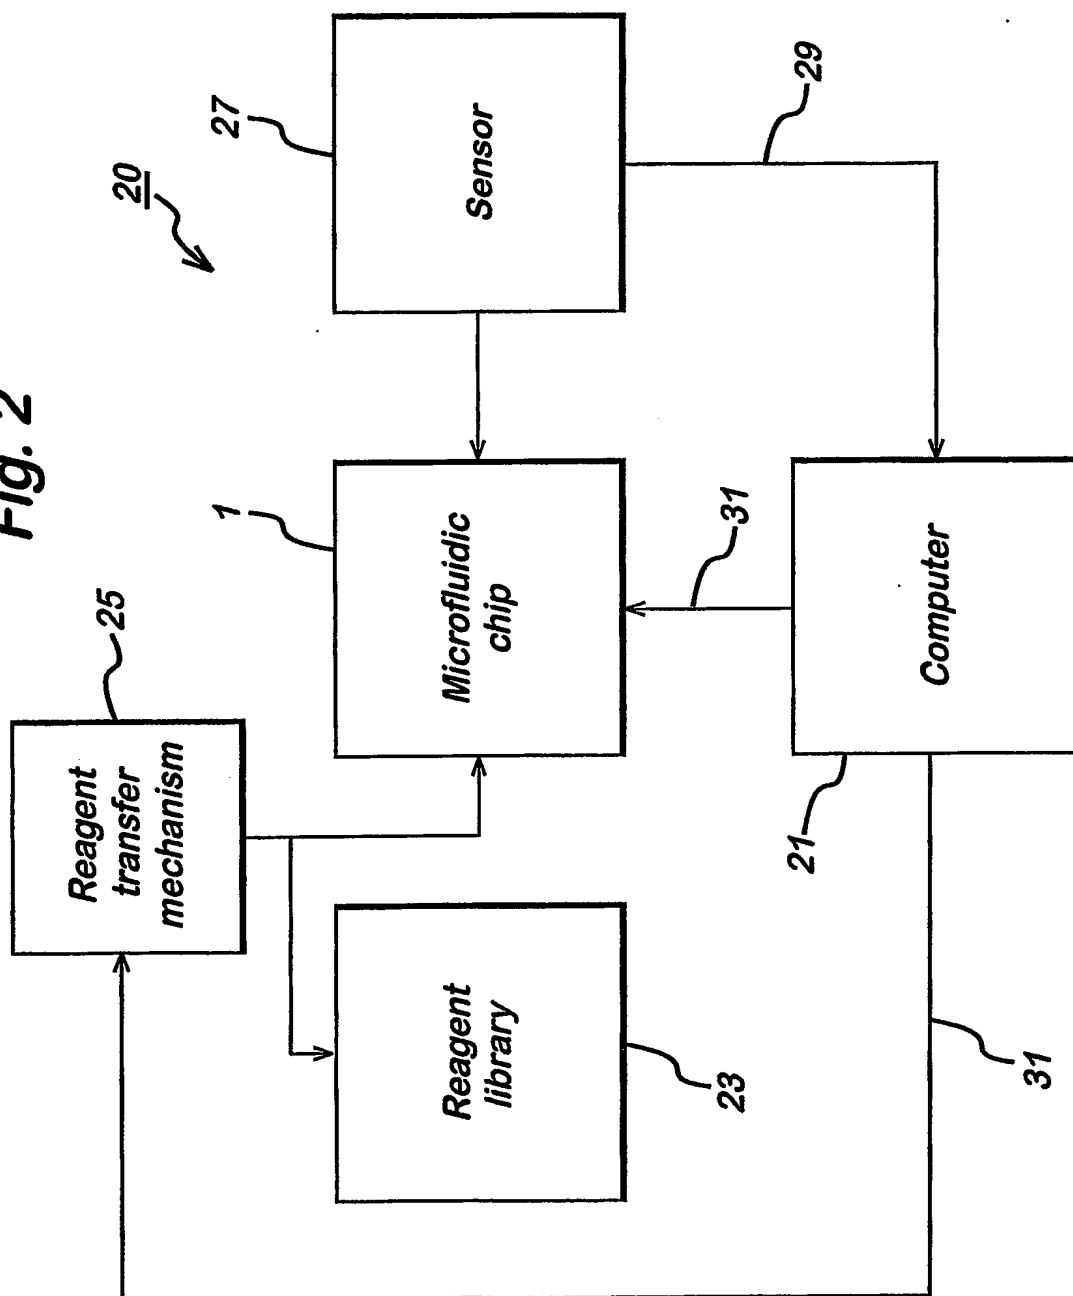 Fig. 2
20
25
Reagent
transfer
mechanism
1
27
Reagent
library
Microfluidic
chip
Sensor
23
31
29
21
Computer
31